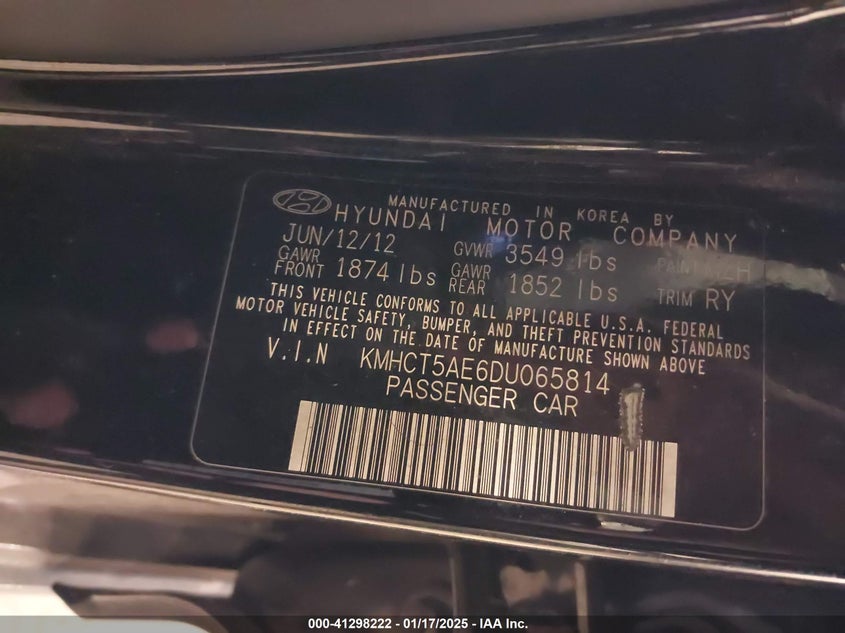 MANUFACTURED IN KOREA BY
HYUNDAI MOTOR COMPANY
JUN/12/12 GVWR 3549 lbs PAINT
GAWR FRONT 1874 lbs GAWR REAR 1852 lbs TRIM RY
THIS VEHICLE CONFORMS TO ALL APPLICABLE U.S.A. FEDERAL
MOTOR VEHICLE SAFETY, BUMPER, AND THEFT PREVENTION STANDARDS
IN EFFECT ON THE DATE OF MANUFACTURE SHOWN ABOVE
V.I.N KMHCT5AE6DU065814
PASSENGER CAR
000-41298222 - 01/17/2025 - IAA Inc.